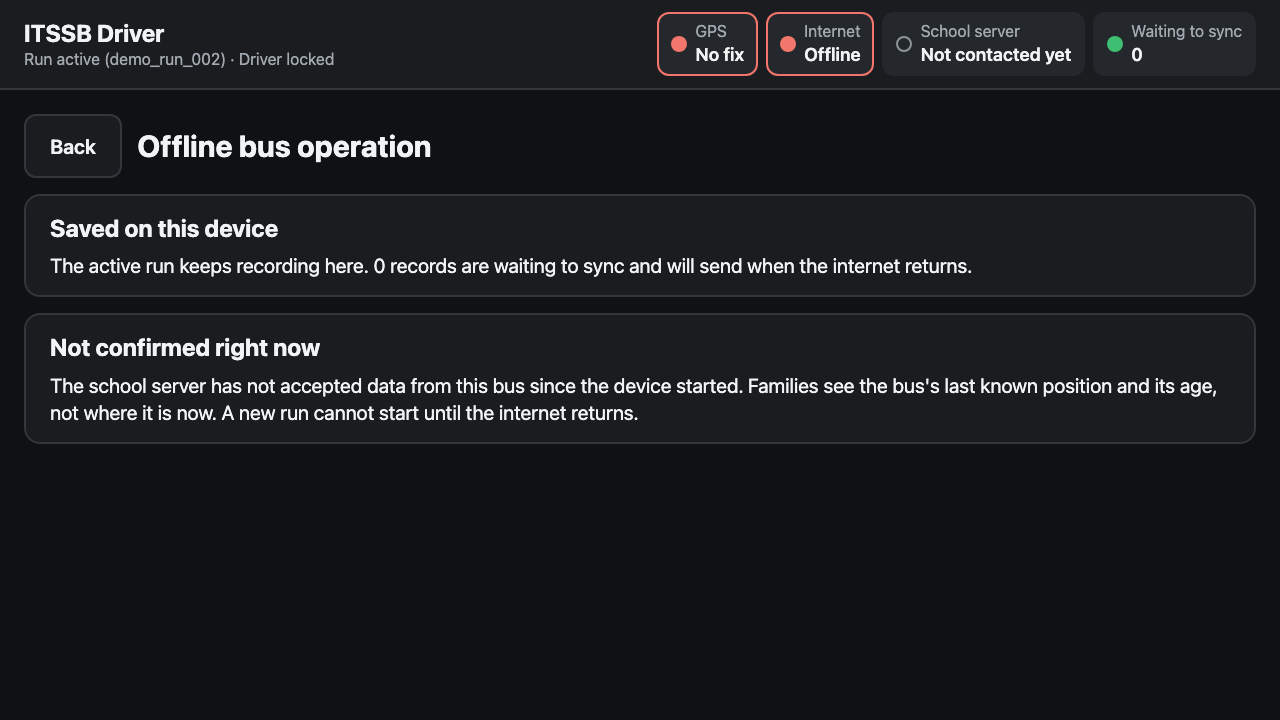 ITSSB Driver
Run active (demo_run_002) · Driver locked
GPS
No fix
Internet
Offline
School server
Not contacted yet
Waiting to sync
0
Back
Offline bus operation
Saved on this device
The active run keeps recording here. 0 records are waiting to sync and will send when the internet returns.
Not confirmed right now
The school server has not accepted data from this bus since the device started. Families see the bus's last known position and its age,
not where it is now. A new run cannot start until the internet returns.